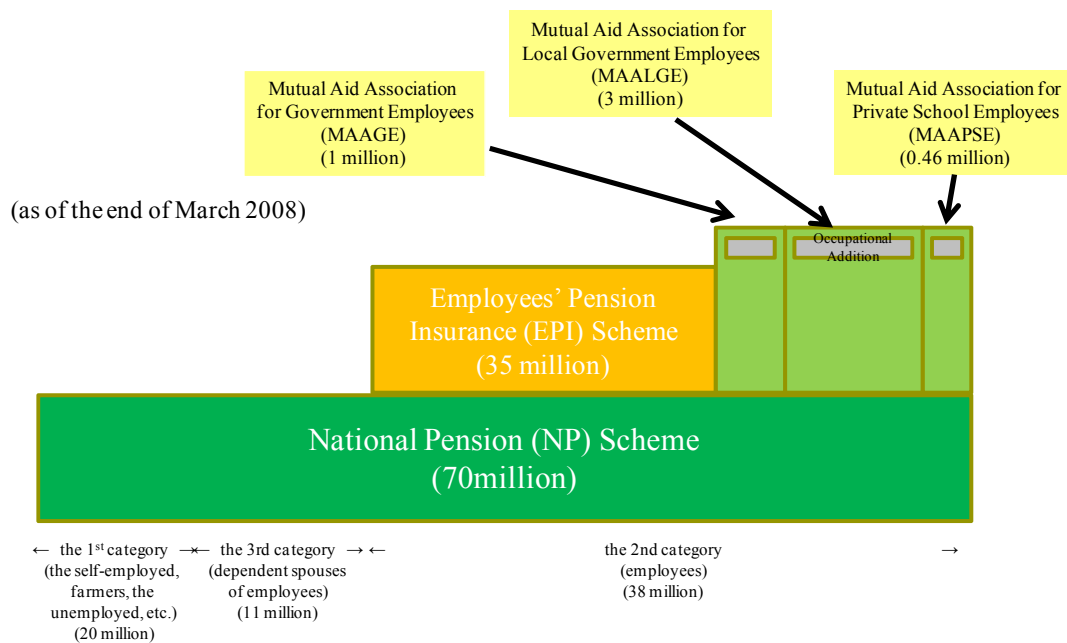 Mutual Aid Association
for Government Employees
(MAAGE)
(1 million)
Mutual Aid Association for
Local Government Employees
(MAALGE)
(3 million)
Mutual Aid Association for
Private School Employees
(MAAPSE)
(0.46 million)
(as of the end of March 2008)
Occupational
Addition
Employees’ Pension
Insurance (EPI) Scheme
(35 million)
National Pension (NP) Scheme
(70million)
← the 1st category →
(the self-employed,
farmers, the
unemployed, etc.)
(20 million)
← the 3rd category →
(dependent spouses
of employees)
(11 million)
← the 2nd category →
(employees)
(38 million)